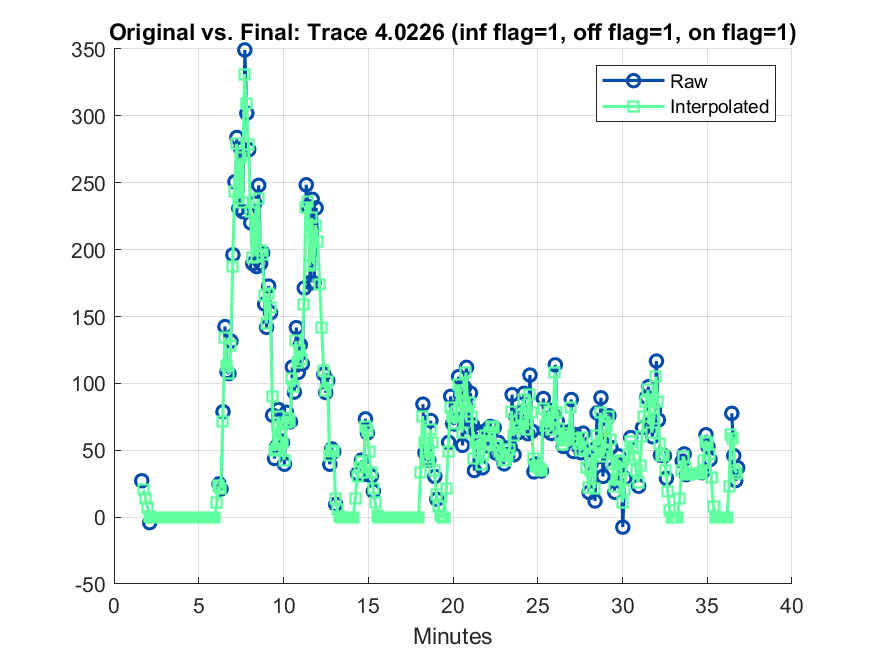 Original vs. Final: Trace 4.0226 (inf flag=1, off flag=1, on flag=1)
350
300
250
200
150
100
50
0
-50
0 5 10 15 20 25 30 35 40
Minutes
Raw
Interpolated